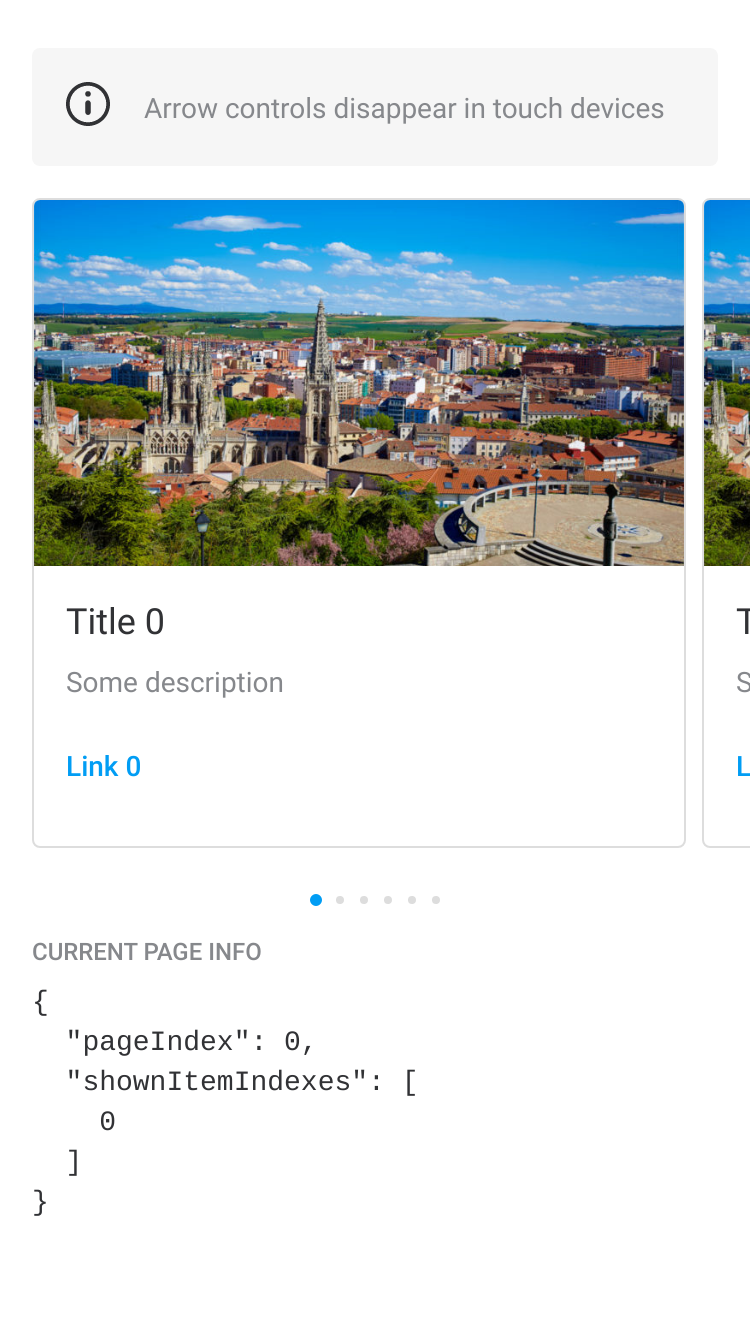 Arrow controls disappear in touch devices
Title 0
Some description
Link 0
T
S
L
CURRENT PAGE INFO
{
"pageIndex": 0,
"shownItemIndexes": [
0
]
}